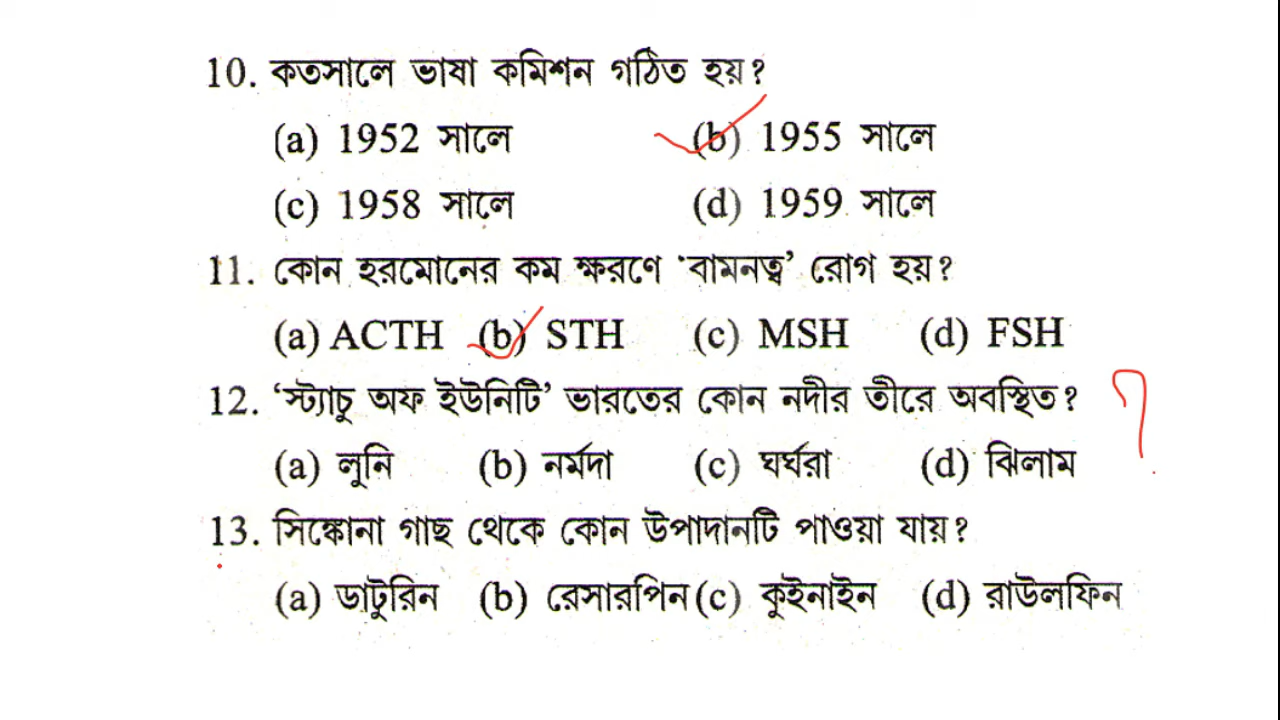 10. কতসালে ভাষা কমিশন গঠিত হয়?
(a) 1952 সালে (b) 1955 সালে
(c) 1958 সালে (d) 1959 সালে
11. কোন হরমোনের কম ক্ষরণে 'বামনত্ব' রোগ হয়?
(a) ACTH (b) STH (c) MSH (d) FSH
12. 'স্ট্যাচু অফ ইউনিটি' ভারতের কোন নদীর তীরে অবস্থিত?
(a) লুনি (b) নর্মদা (c) ঘর্ঘরা (d) ঝিলাম
13. সিঙ্কোনা গাছ থেকে কোন উপাদানটি পাওয়া যায়?
(a) ডাটুরিন (b) রেসারপিন (c) কুইনাইন (d) রাউলফিন